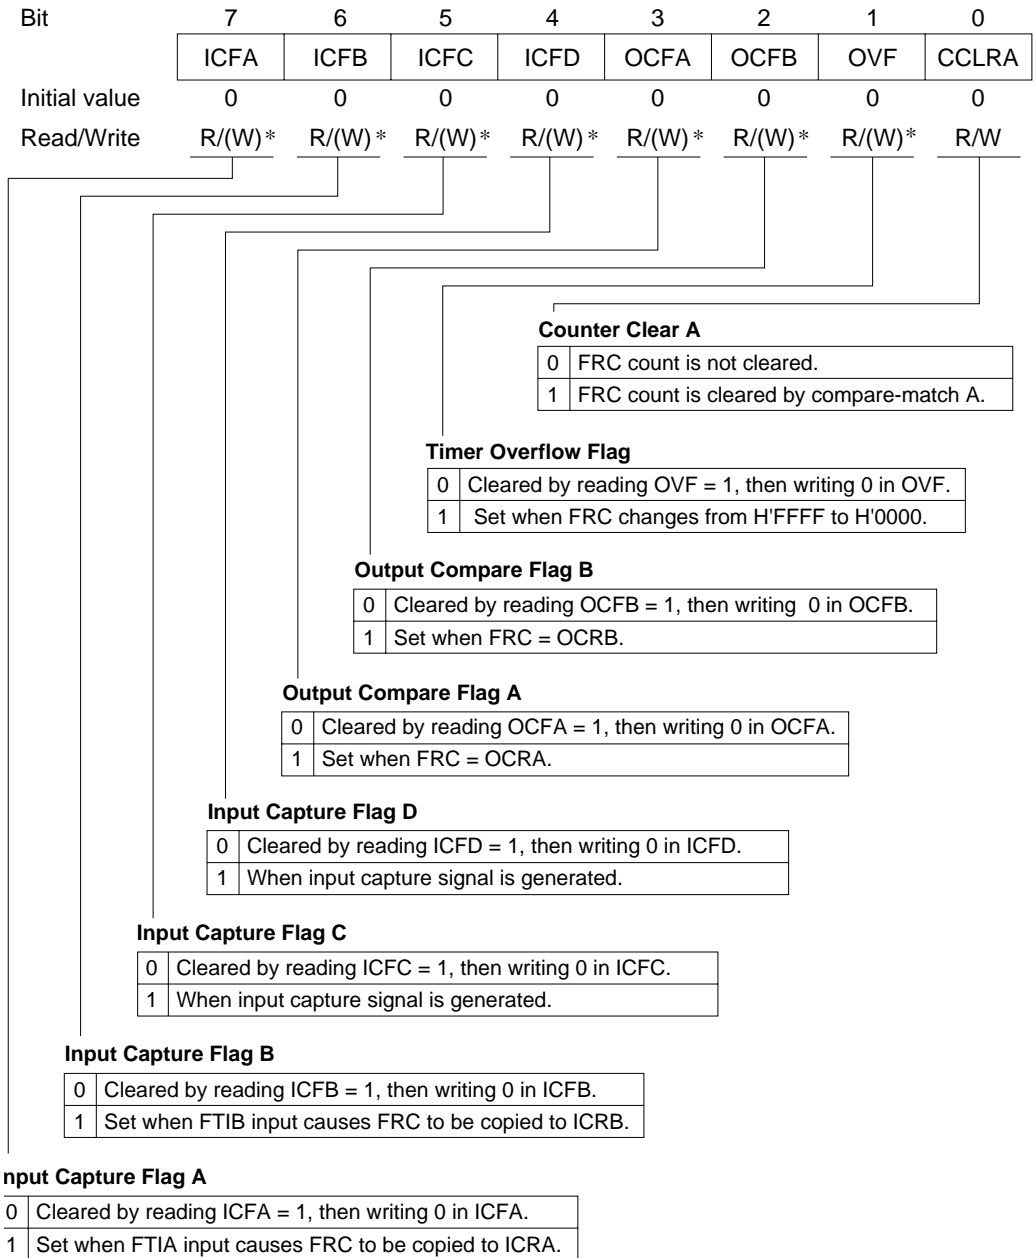 Bit 7 6 5 4 3 2 1 0
ICFA ICFB ICFC ICFD OCFA OCFB OVF CCLRA
Initial value 0 0 0 0 0 0 0 0
Read/Write R/(W)* R/(W)* R/(W)* R/(W)* R/(W)* R/(W)* R/(W)* R/W
Counter Clear A
0 FRC count is not cleared.
1 FRC count is cleared by compare-match A.
Timer Overflow Flag
0 Cleared by reading OVF = 1, then writing 0 in OVF.
1 Set when FRC changes from H'FFFF to H'0000.
Output Compare Flag B
0 Cleared by reading OCFB = 1, then writing 0 in OCFB.
1 Set when FRC = OCRB.
Output Compare Flag A
0 Cleared by reading OCFA = 1, then writing 0 in OCFA.
1 Set when FRC = OCRA.
Input Capture Flag D
0 Cleared by reading ICFD = 1, then writing 0 in ICFD.
1 When input capture signal is generated.
Input Capture Flag C
0 Cleared by reading ICFC = 1, then writing 0 in ICFC.
1 When input capture signal is generated.
Input Capture Flag B
0 Cleared by reading ICFB = 1, then writing 0 in ICFB.
1 Set when FTIB input causes FRC to be copied to ICRB.
nput Capture Flag A
0 Cleared by reading ICFA = 1, then writing 0 in ICFA.
1 Set when FTIA input causes FRC to be copied to ICRA.